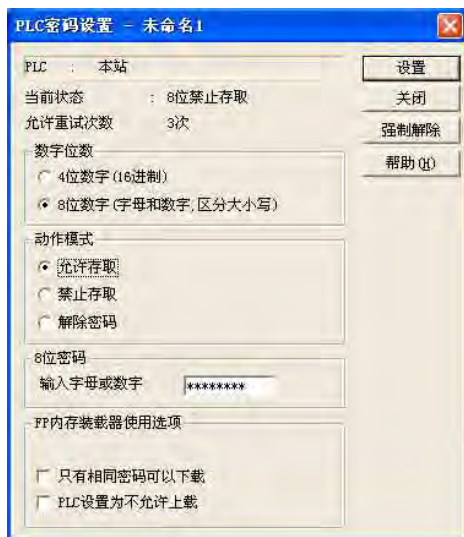 PLC密码设置 - 未命名1
PLC : 本站
设置
当前状态 : 8位禁止存取
关闭
允许重试次数 3次
强制解除
数字位数
帮助(H)
4位数字(16进制)
8位数字(字母和数字,区分大小写)
动作模式
允许存取
禁止存取
解除密码
8位密码
输入字母或数字 ********
FP内存装载器使用选项
只有相同密码可以下载
PLC设置为不允许上载